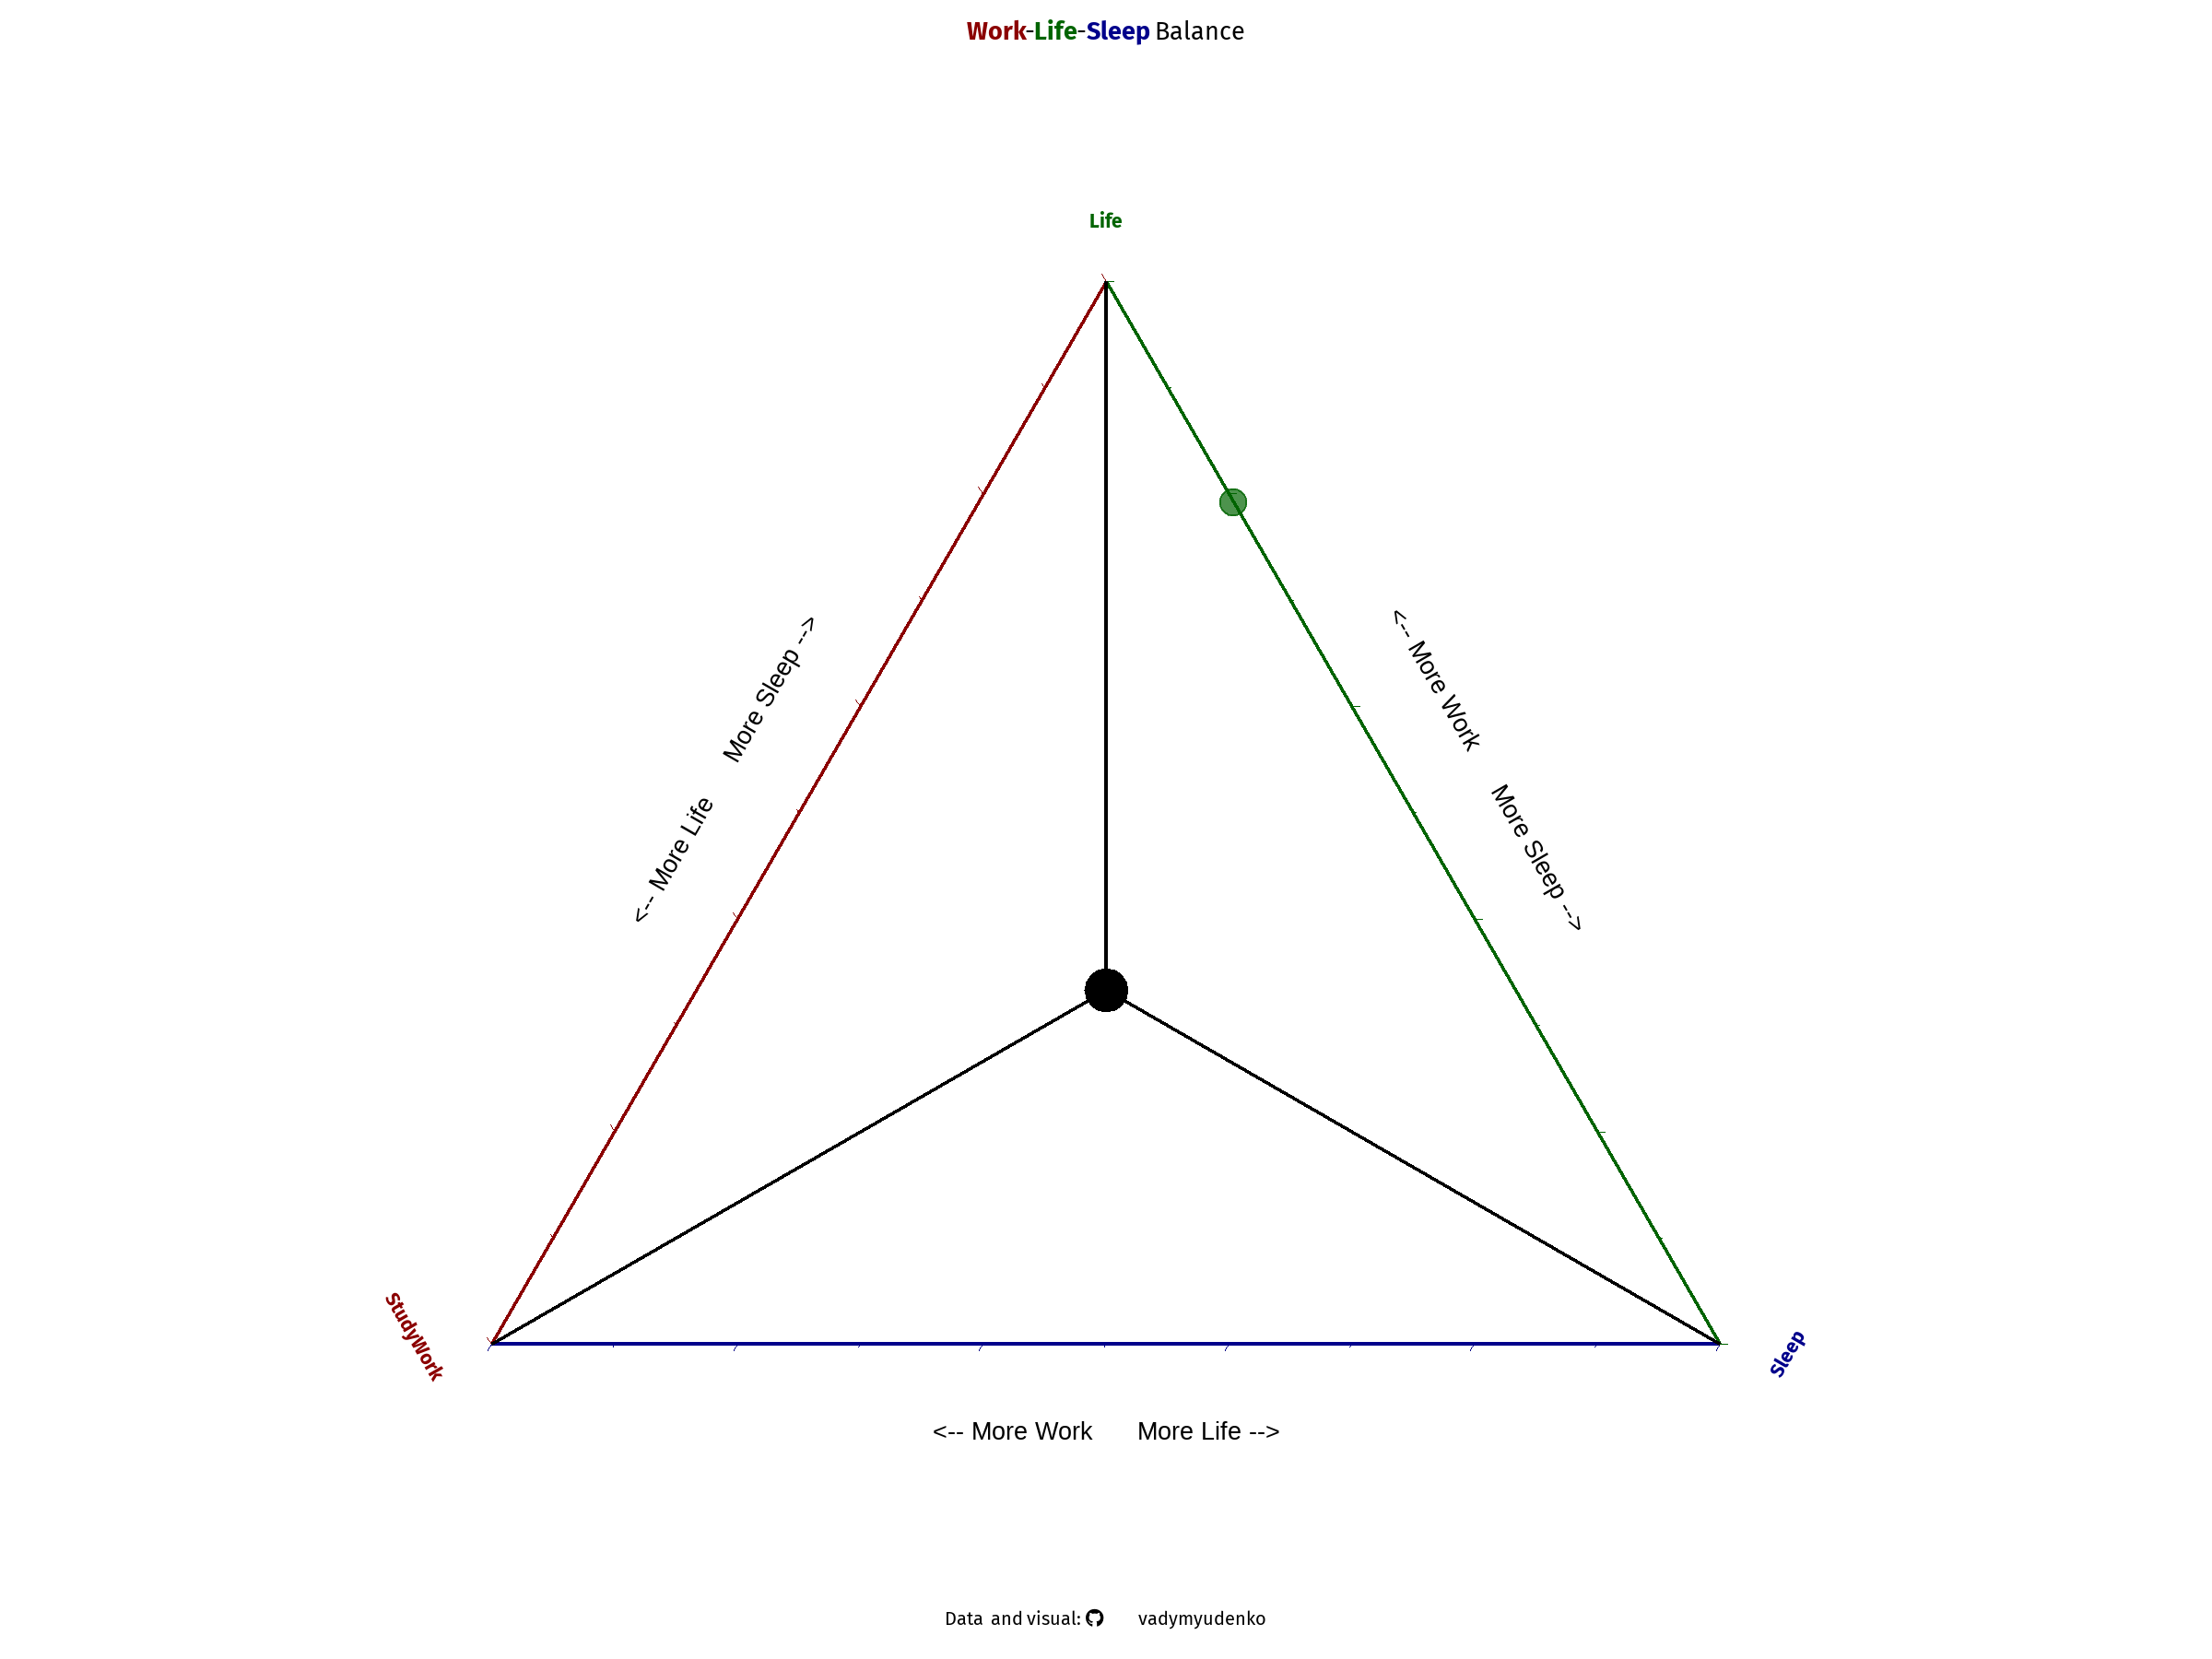 Work-Life-Sleep Balance
Life
<-- More Life     More Sleep -->
<-- More Work     More Sleep -->
StudyWork
Sleep
<-- More Work     More Life -->
Data and visual: vadymyudenko